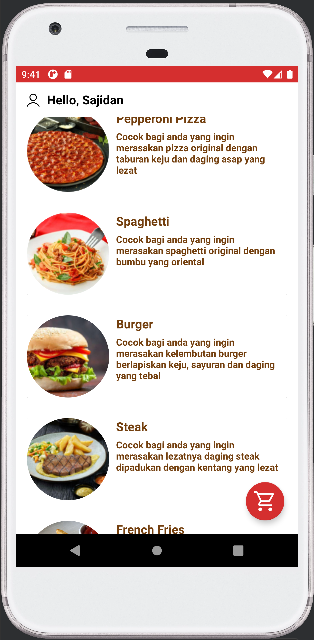 9:41
Hello, Sajidan
Pepperoni Pizza
Cocok bagi anda yang ingin
merasakan pizza original dengan
taburan keju dan daging asap yang
lezat
Spaghetti
Cocok bagi anda yang ingin
merasakan spaghetti original dengan
bumbu yang oriental
Burger
Cocok bagi anda yang ingin
merasakan kelembutan burger
berlapiskan keju, sayuran dan daging
yang tebal
Steak
Cocok bagi anda yang ingin
merasakan lezatnya daging steak
dipadukan dengan kentang yang lezat
French Fries